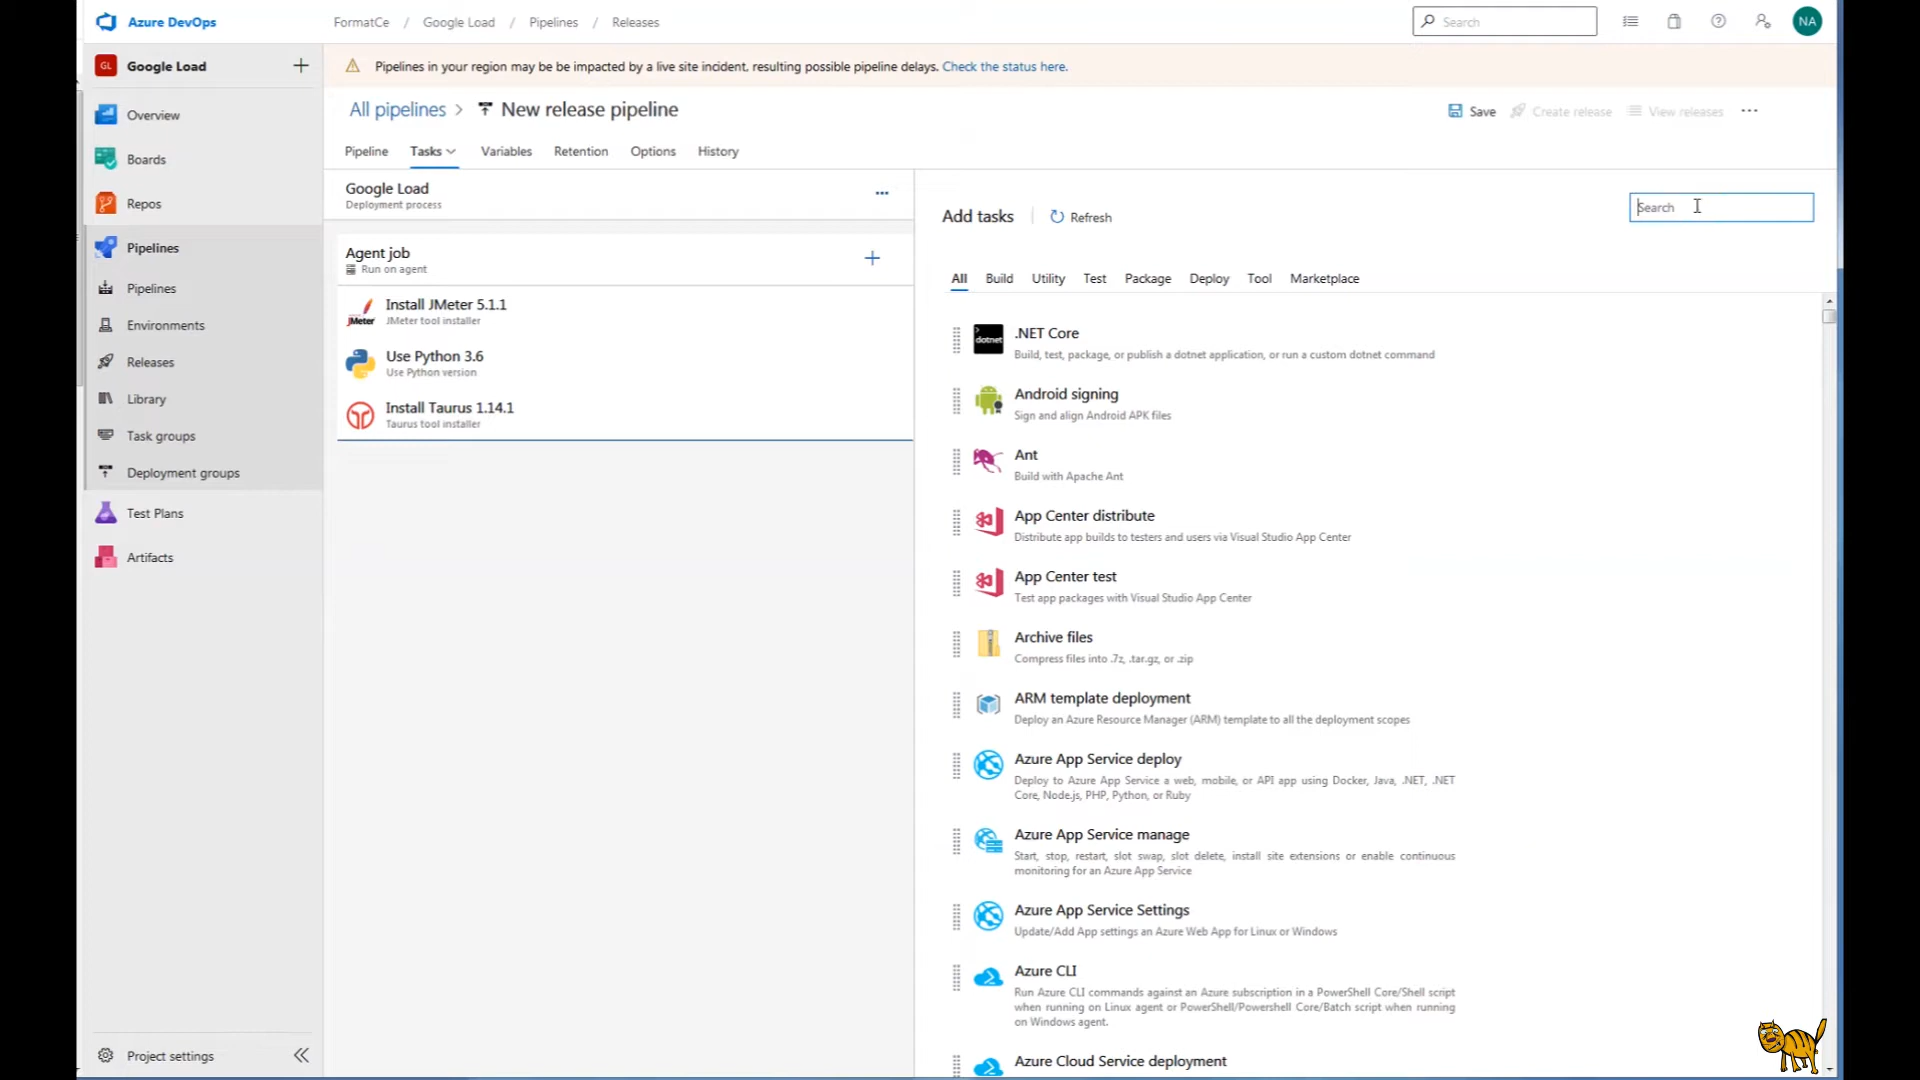 Azure DevOps
FormatCe / Google Load / Pipelines / Releases
Search
NA
Google Load
Pipelines in your region may be be impacted by a live site incident, resulting possible pipeline delays. Check the status here.
Overview
Boards
Repos
Pipelines
Pipelines
Environments
Releases
Library
Task groups
Deployment groups
Test Plans
Artifacts
Project settings
All pipelines > New release pipeline
Save
Create release
View releases
Pipeline
Tasks
Variables
Retention
Options
History
Google Load
Deployment process
Agent job
Run on agent
Install JMeter 5.1.1
JMeter tool installer
JMeter
Use Python 3.6
Use Python version
Install Taurus 1.14.1
Taurus tool installer
Add tasks
Refresh
Search
All
Build
Utility
Test
Package
Deploy
Tool
Marketplace
dotnet
.NET Core
Build, test, package, or publish a dotnet application, or run a custom dotnet command
Android signing
Sign and align Android APK files
Ant
Build with Apache Ant
App Center distribute
Distribute app builds to testers and users via Visual Studio App Center
App Center test
Test app packages with Visual Studio App Center
Archive files
Compress files into .7z, .tar.gz, or .zip
ARM template deployment
Deploy an Azure Resource Manager (ARM) template to all the deployment scopes
Azure App Service deploy
Deploy to Azure App Service a web, mobile, or API app using Docker, Java, .NET, .NET
Core, Node.js, PHP, Python, or Ruby
Azure App Service manage
Start, stop, restart, slot swap, slot delete, install site extensions or enable continuous
monitoring for an Azure App Service
Azure App Service Settings
Update/Add App settings an Azure Web App for Linux or Windows
Azure CLI
Run Azure CLI commands against an Azure subscription in a PowerShell Core/Shell script
when running on Linux agent or PowerShell/PowerShell Core/Batch script when running
on Windows agent.
Azure Cloud Service deployment